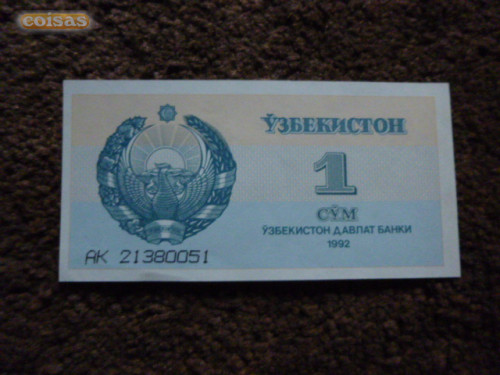 coisas
ЎЗБЕКИСТОН
1
СЎМ
ЎЗБЕКИСТОН ДАВЛАТ БАНКИ
1992
АК 21380051